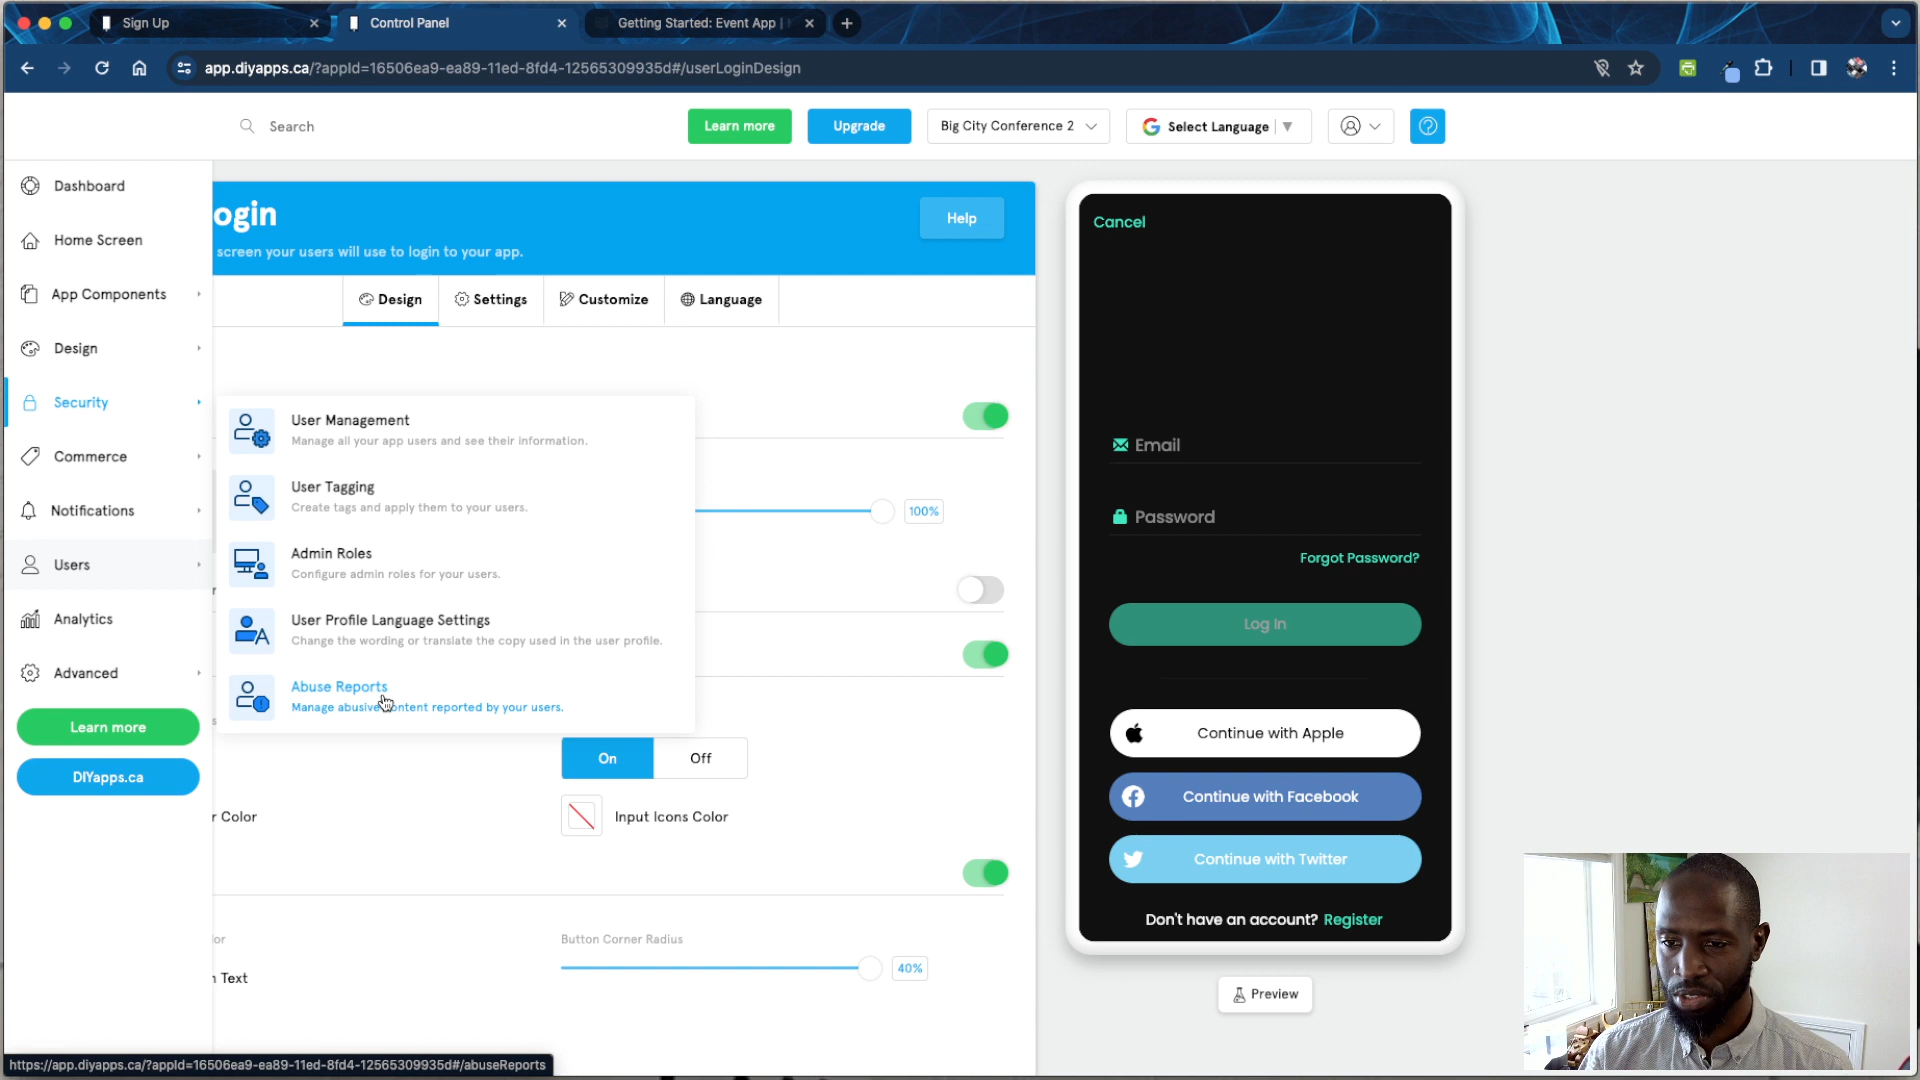 Sign Up
Control Panel
Getting Started: Event App |
app.diyapps.ca/?appId=16506ea9-ea89-11ed-8fd4-12565309935d#/userLoginDesign
Search
Learn more
Upgrade
Big City Conference 2
Select Language
Dashboard
Home Screen
App Components
Design
Security
Commerce
Notifications
Users
Analytics
Advanced
Learn more
DIYapps.ca
ogin
screen your users will use to login to your app.
Help
Design
Settings
Customize
Language
User Management
Manage all your app users and see their information.
User Tagging
Create tags and apply them to your users.
Admin Roles
Configure admin roles for your users.
User Profile Language Settings
Change the wording or translate the copy used in the user profile.
Abuse Reports
Manage abusive content reported by your users.
100%
On
Off
r Color
Input Icons Color
lor
Button Corner Radius
n Text
40%
Cancel
Email
Password
Forgot Password?
Log In
Continue with Apple
Continue with Facebook
Continue with Twitter
Don't have an account? Register
Preview
https://app.diyapps.ca/?appId=16506ea9-ea89-11ed-8fd4-12565309935d#/abuseReports